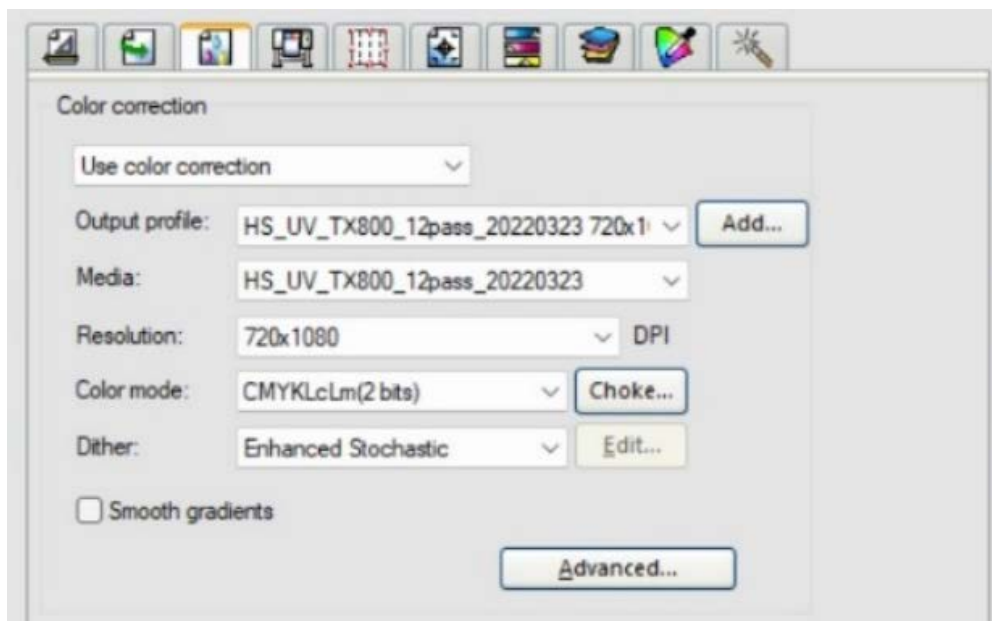 Color correction
Use color correction
Output profile: HS_UV_TX800_12pass_20220323 720x1 Add...
Media: HS_UV_TX800_12pass_20220323
Resolution: 720x1080 DPI
Color mode: CMYKLcLm(2 bits) Choke...
Dither: Enhanced Stochastic Edit...
Smooth gradients
Advanced...